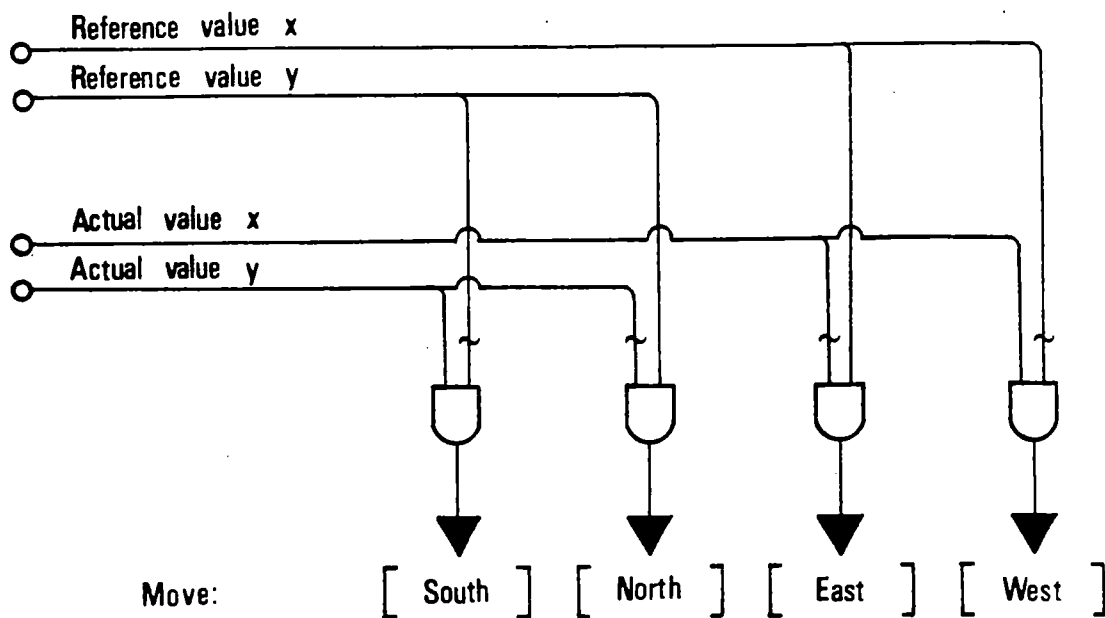 Reference value x
Reference value y
Actual value x
Actual value y
Move: [ South ] [ North ] [ East ] [ West ]